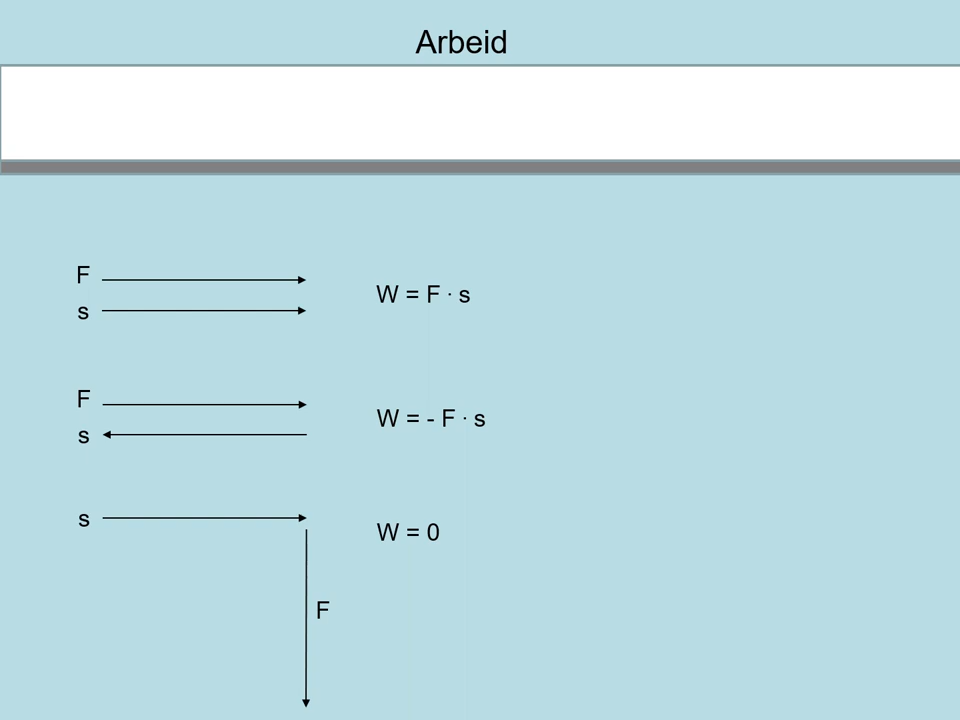 Arbeid
F
s
W = F · s
F
s
W = - F · s
s
W = 0
F